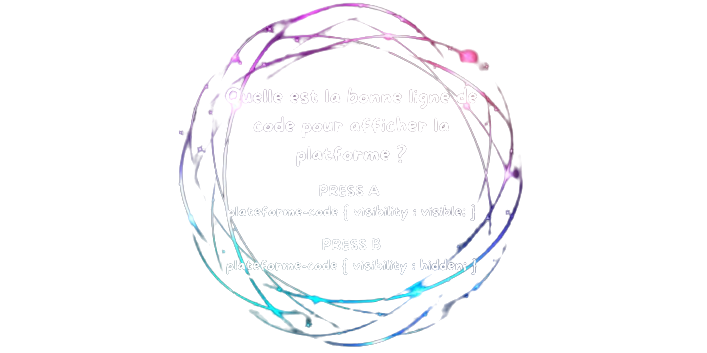 Quelle est la bonne ligne de
code pour afficher la
platforme ?
PRESS A
plateforme-code { visibility : visible; }
PRESS B
plateforme-code { visibility : hidden; }